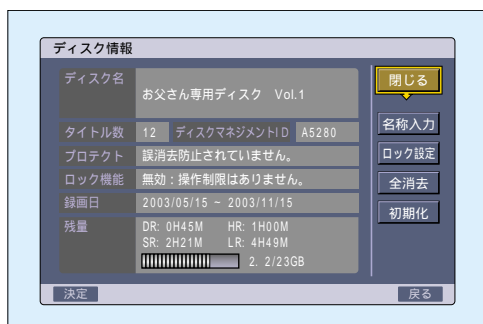 ディスク情報
ディスク名
お父さん専用ディスク Vol.1
閉じる
タイトル数 12 ディスクマネジメントID A5280
名称入力
プロテクト 誤消去防止されていません。
ロック設定
ロック機能 無効：操作制限はありません。
全消去
録画日 2003/05/15 ~ 2003/11/15
初期化
残量 DR: 0H45M HR: 1H00M
SR: 2H21M LR: 4H49M
2. 2/23GB
決定 戻る